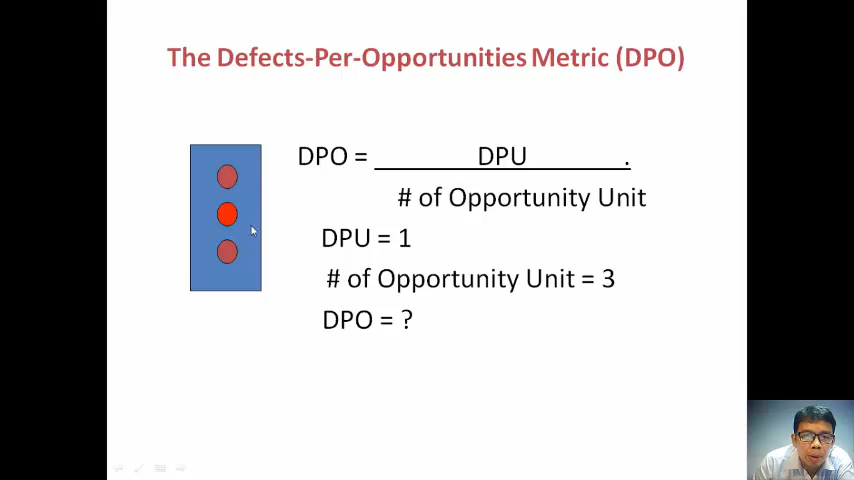 The Defects-Per-Opportunities Metric (DPO)
DPO = DPU .
# of Opportunity Unit
DPU = 1
# of Opportunity Unit = 3
DPO = ?